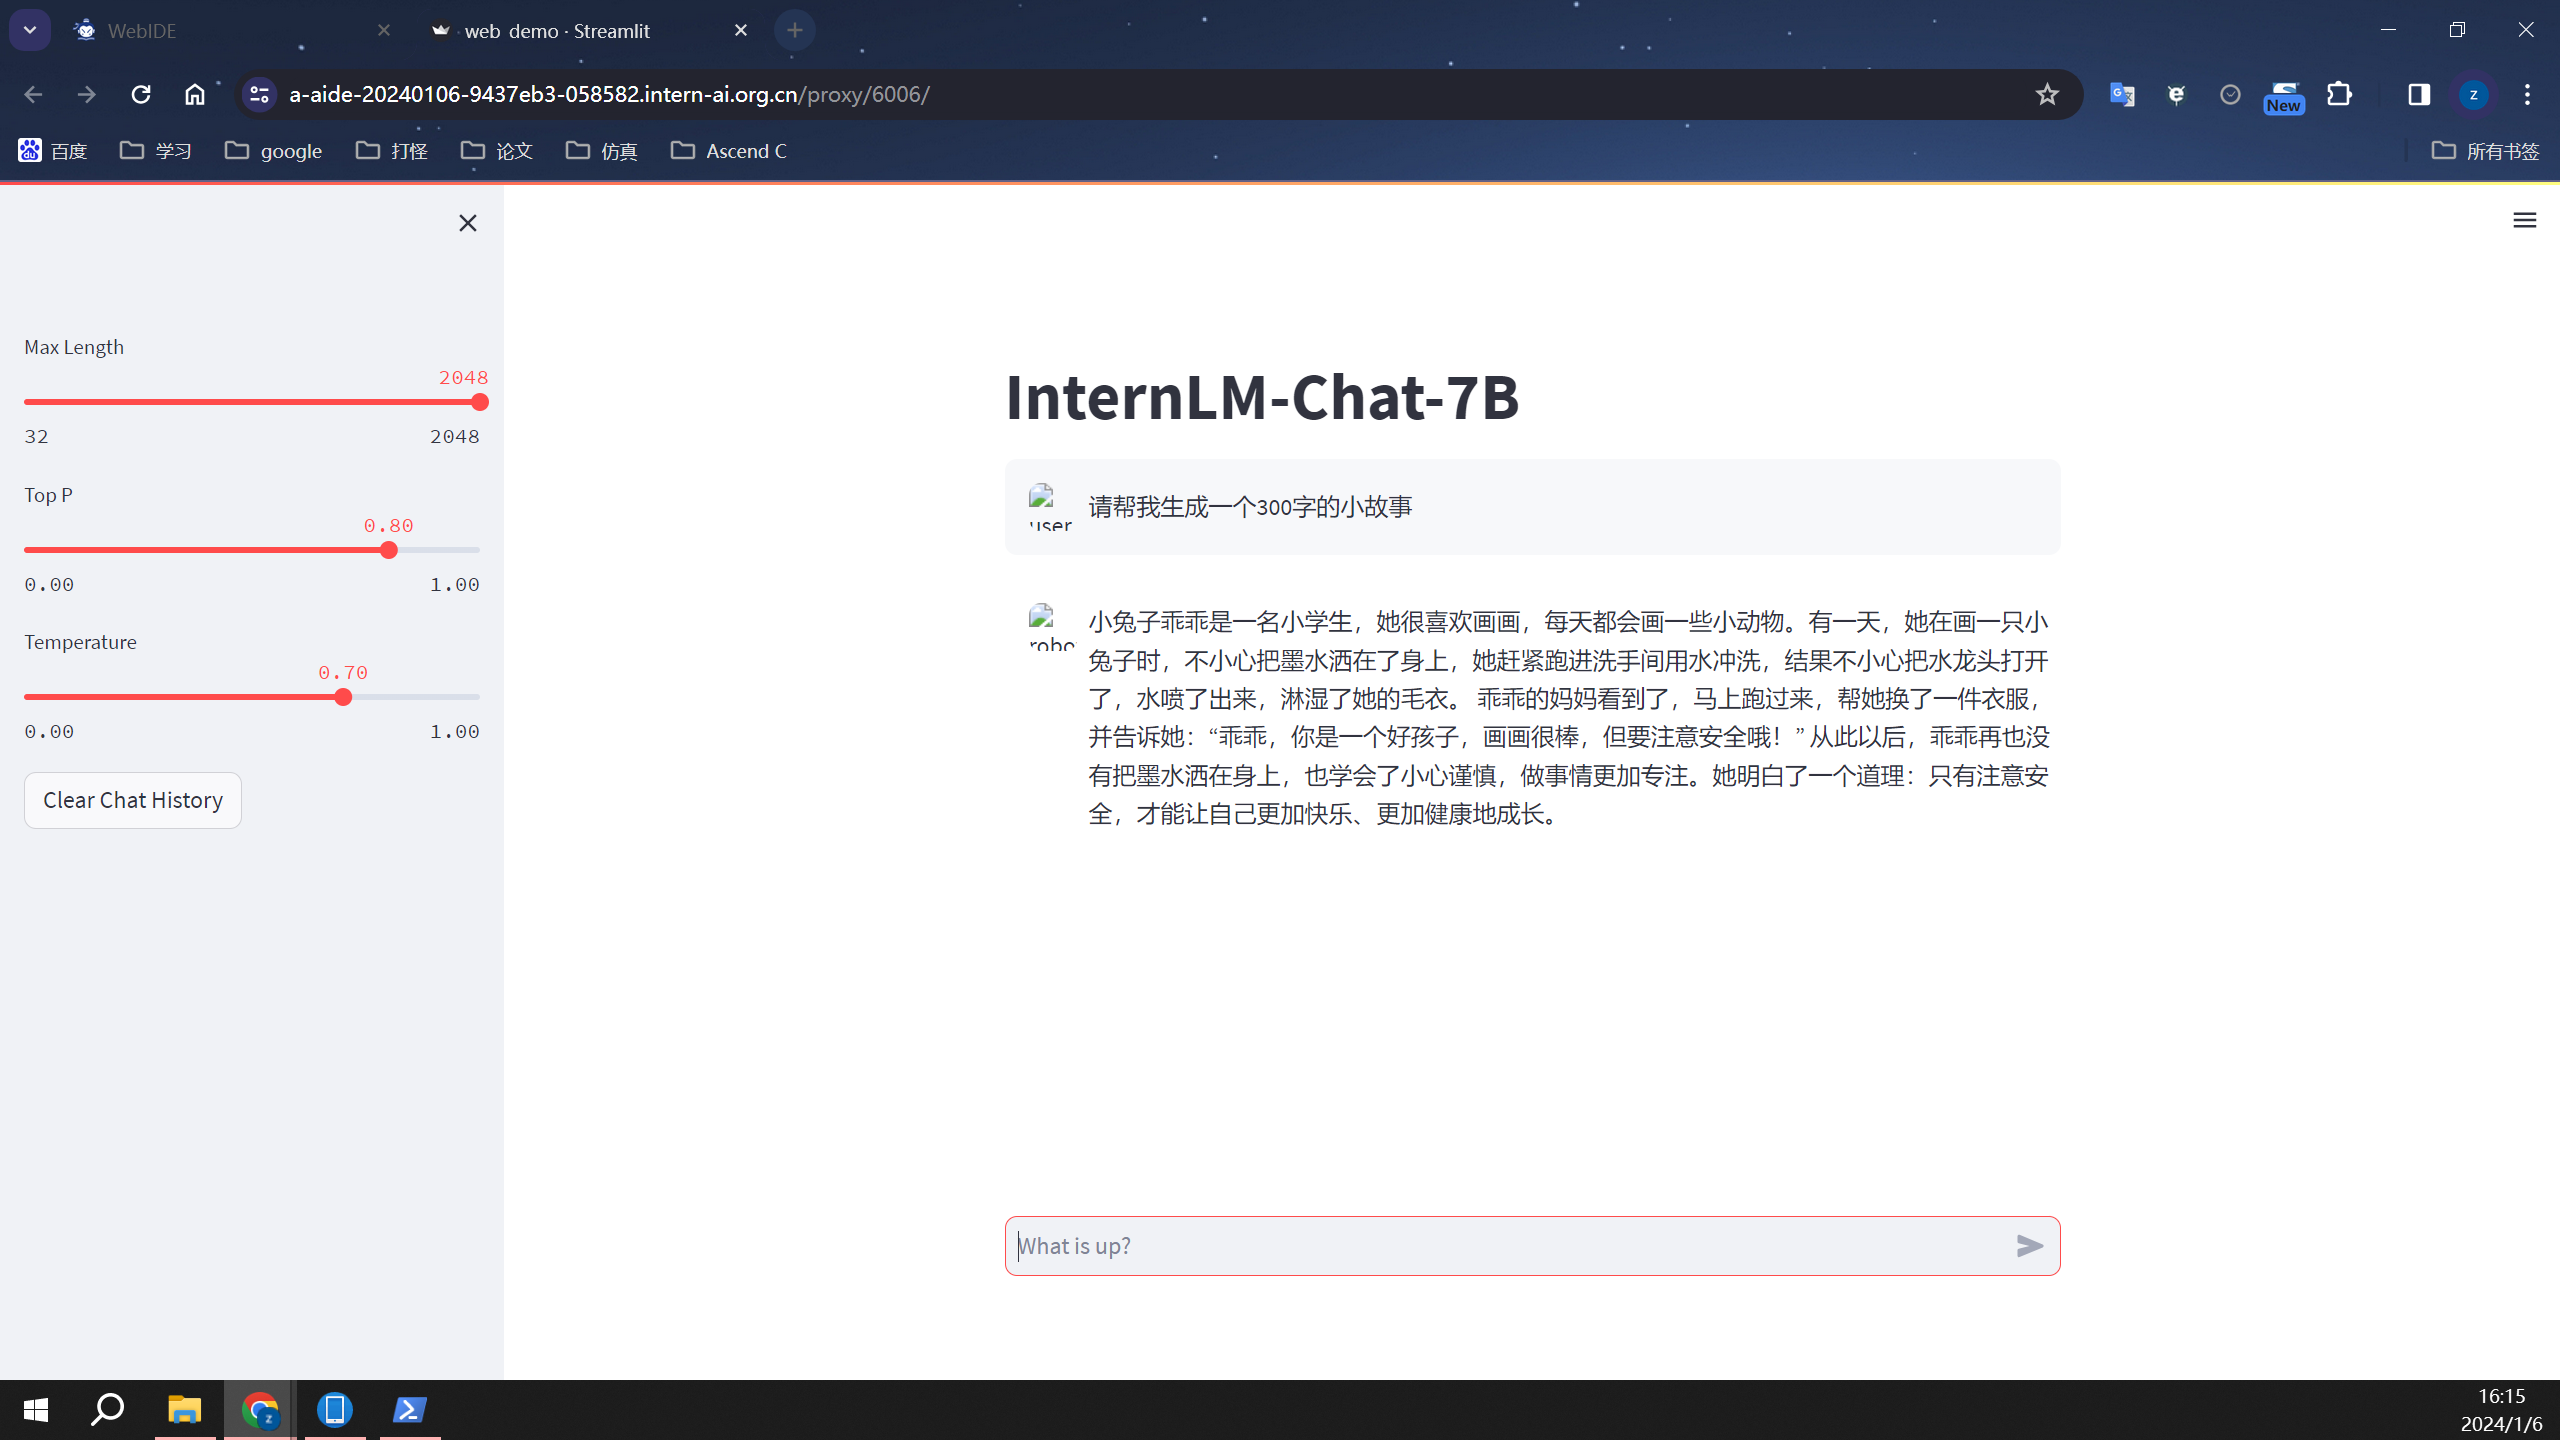 WebIDE
web demo · Streamlit
a-aide-20240106-9437eb3-058582.intern-ai.org.cn/proxy/6006/
New
z
百度
学习
google
打怪
论文
仿真
Ascend C
所有书签
Max Length
2048
32 2048
Top P
0.80
0.00 1.00
Temperature
0.70
0.00 1.00
Clear Chat History
InternLM-Chat-7B
user
请帮我生成一个300字的小故事
robo
小兔子乖乖是一名小学生，她很喜欢画画，每天都会画一些小动物。有一天，她在画一只小
兔子时，不小心把墨水洒在了身上，她赶紧跑进洗手间用水冲洗，结果不小心把水龙头打开
了，水喷了出来，淋湿了她的毛衣。 乖乖的妈妈看到了，马上跑过来，帮她换了一件衣服，
并告诉她：“乖乖，你是一个好孩子，画画很棒，但要注意安全哦！” 从此以后，乖乖再也没
有把墨水洒在身上，也学会了小心谨慎，做事情更加专注。她明白了一个道理：只有注意安
全，才能让自己更加快乐、更加健康地成长。
What is up?
16:15
2024/1/6